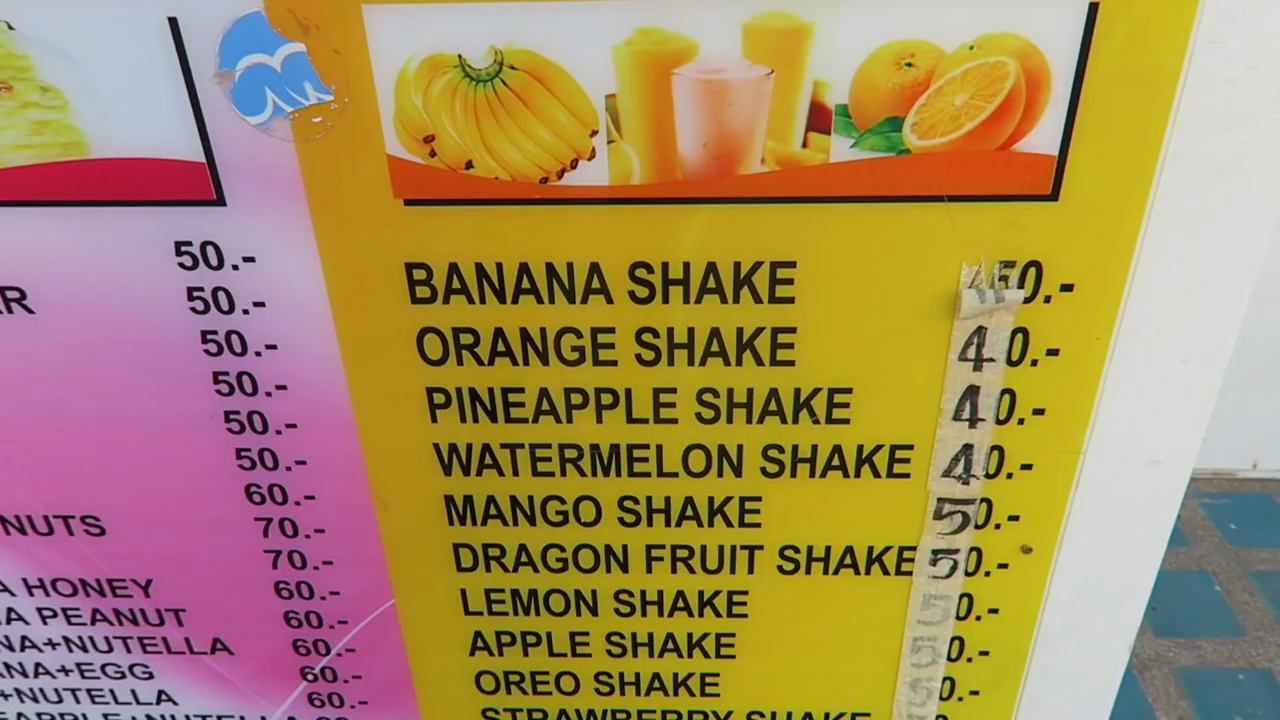 50.-
AR 50.-
50.-
50.-
50.-
50.-
60.-
NUTS 70.-
70.-
A HONEY 60.-
NA PEANUT 60.-
NA+NUTELLA 60.-
ANA+EGG 60.-
+NUTELLA 60.-
BANANA SHAKE 50.-
ORANGE SHAKE 40.-
PINEAPPLE SHAKE 40.-
WATERMELON SHAKE 40.-
MANGO SHAKE 50.-
DRAGON FRUIT SHAKE 50.-
LEMON SHAKE 50.-
APPLE SHAKE 50.-
OREO SHAKE 50.-
STRAWBERRY SHAKE